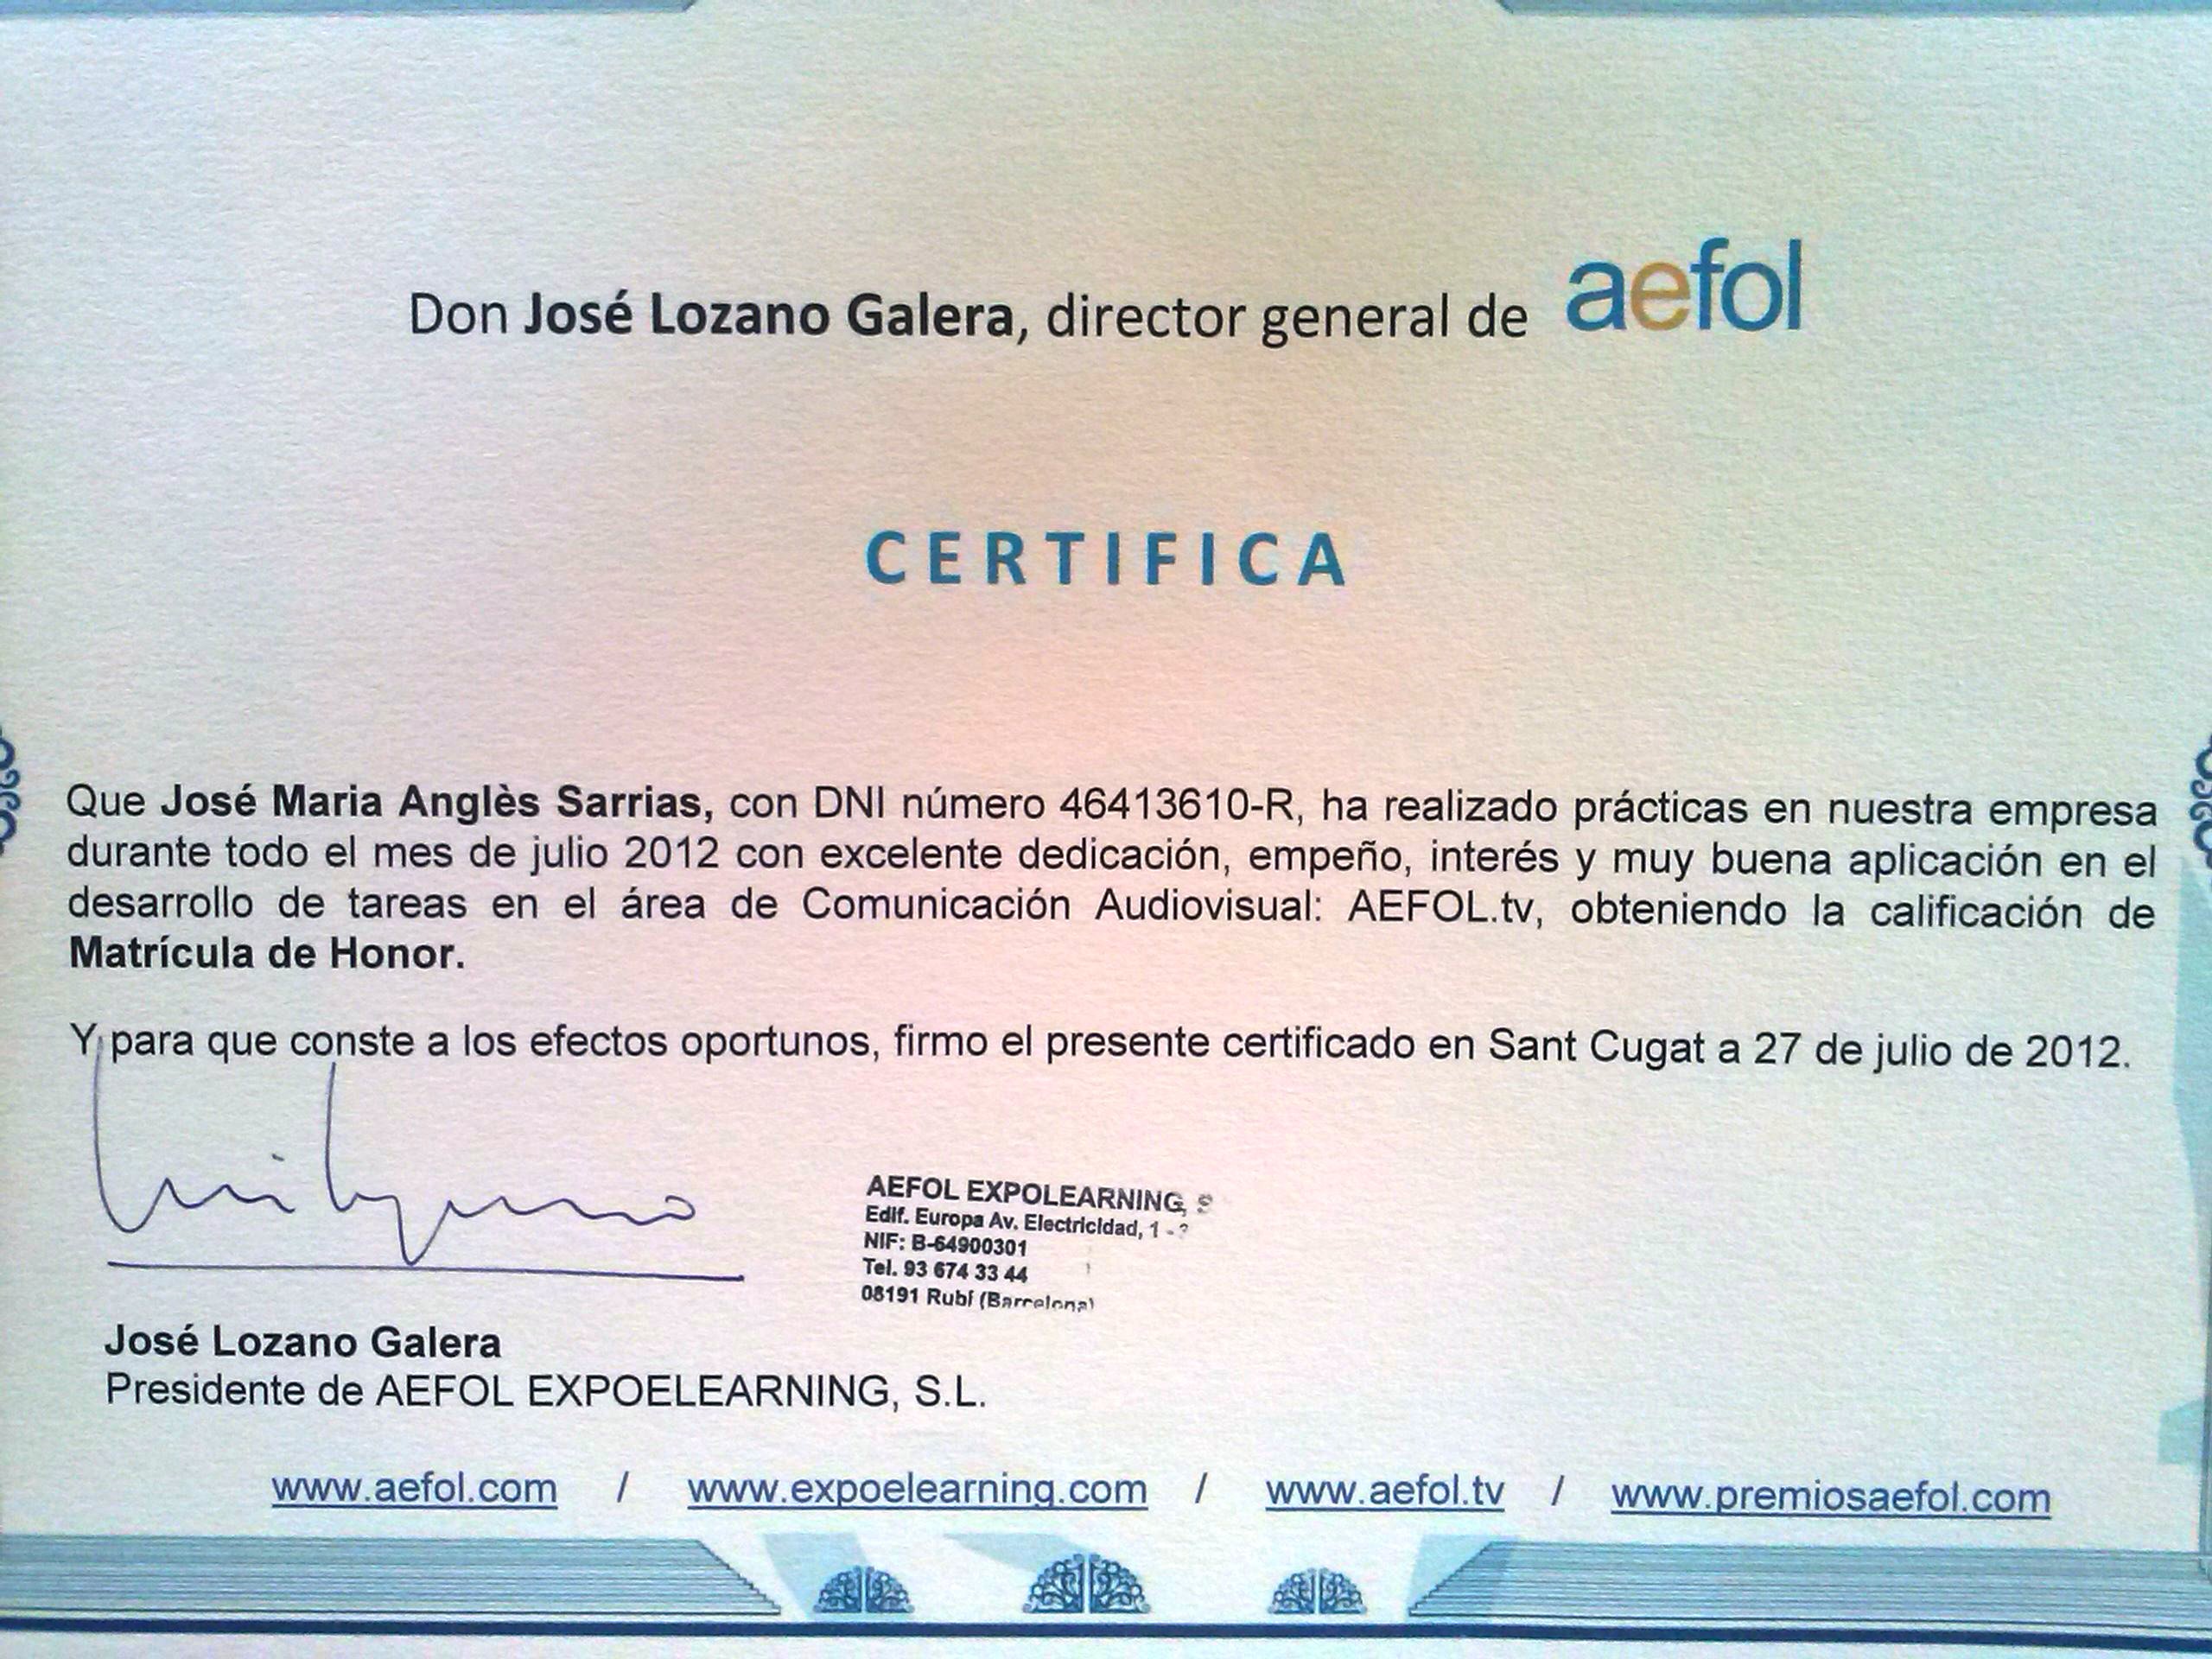 Don José Lozano Galera, director general de aefol
CERTIFICA
Que José Maria Anglès Sarrias, con DNI número 46413610-R, ha realizado prácticas en nuestra empresa
durante todo el mes de julio 2012 con excelente dedicación, empeño, interés y muy buena aplicación en el
desarrollo de tareas en el área de Comunicación Audiovisual: AEFOL.tv, obteniendo la calificación de
Matrícula de Honor.
Y para que conste a los efectos oportunos, firmo el presente certificado en Sant Cugat a 27 de julio de 2012.
AEFOL EXPOLEARNING, S
Edif. Europa Av. Electricidad, 1 -
NIF: B-64900301
Tel. 93 674 33 44
08191 Rubí (Barcelona)
José Lozano Galera
Presidente de AEFOL EXPOELEARNING, S.L.
www.aefol.com / www.expoelearning.com / www.aefol.tv / www.premiosaefol.com